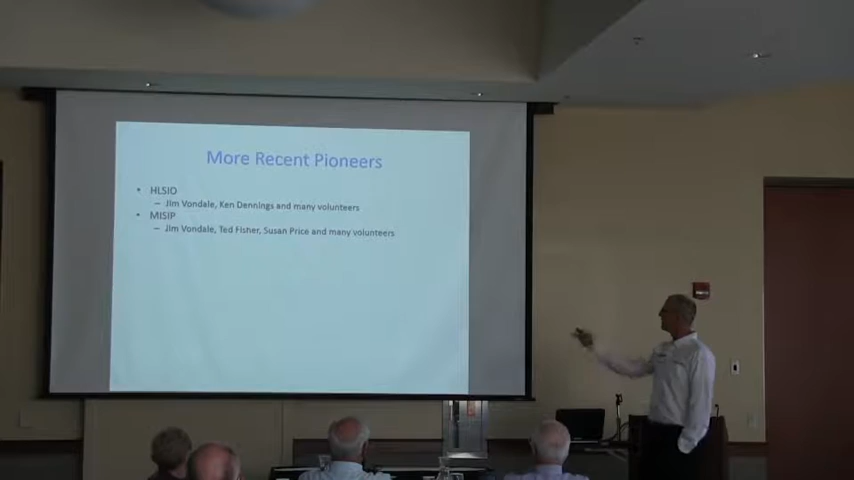 More Recent Pioneers
• HLSIO
– Jim Vondale, Ken Dennings and many volunteers
• MISIP
– Jim Vondale, Ted Fisher, Susan Price and many volunteers